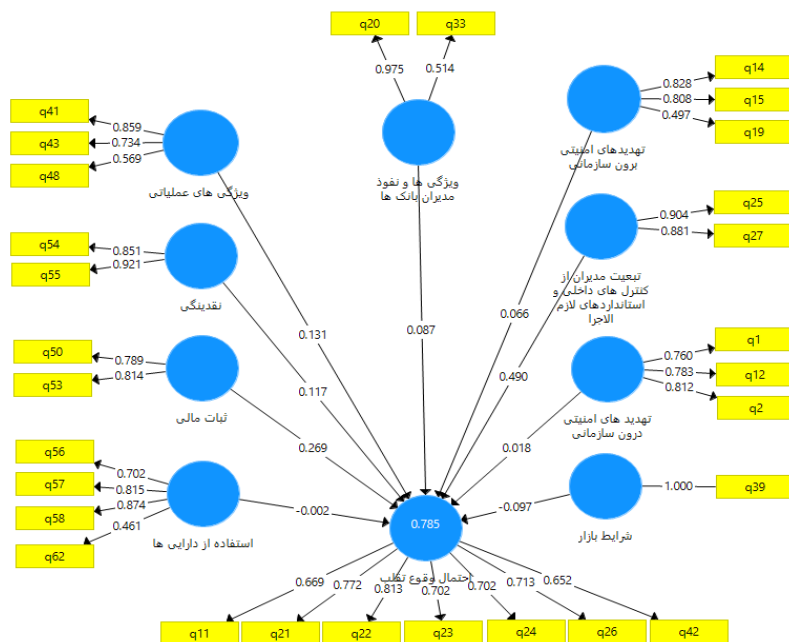 q20
q33
0.975
0.514
q14
q15
q19
0.828
0.808
0.497
تهدیدهای امنیتی
برون سازمانی
q41
q43
q48
0.859
0.734
0.569
ویژگی های عملیاتی
ویژگی ها و نفوذ
مدیران بانک ها
q25
q27
0.904
0.881
تبعیت مدیران از
کنترل های داخلی و
استانداردهای لازم
الاجرا
q54
q55
0.851
0.921
نقدینگی
0.131
0.087
0.066
0.490
q50
q53
0.789
0.814
ثبات مالی
0.117
q1
q12
q2
0.760
0.783
0.812
تهدید های امنیتی
درون سازمانی
0.269
0.018
q56
q57
q58
q62
0.702
0.815
0.874
0.461
استفاده از دارایی ها
-0.002
-0.097
1.000
q39
شرایط بازار
0.785
احتمال وقوع تقلب
0.669
0.772
0.813
0.702
0.702
0.713
0.652
q11
q21
q22
q23
q24
q26
q42